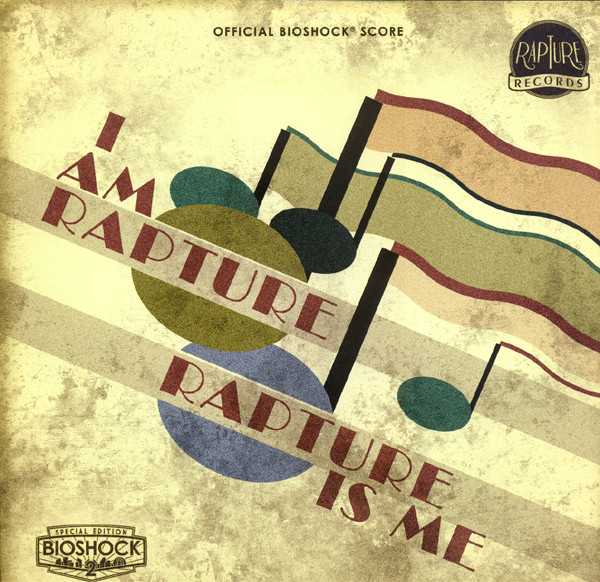 OFFICIAL BIOSHOCK® SCORE
RAPTURE
RECORDS
I
AM
RAPTURE
RAPTURE
IS ME
SPECIAL EDITION
BIOSHOCK
2